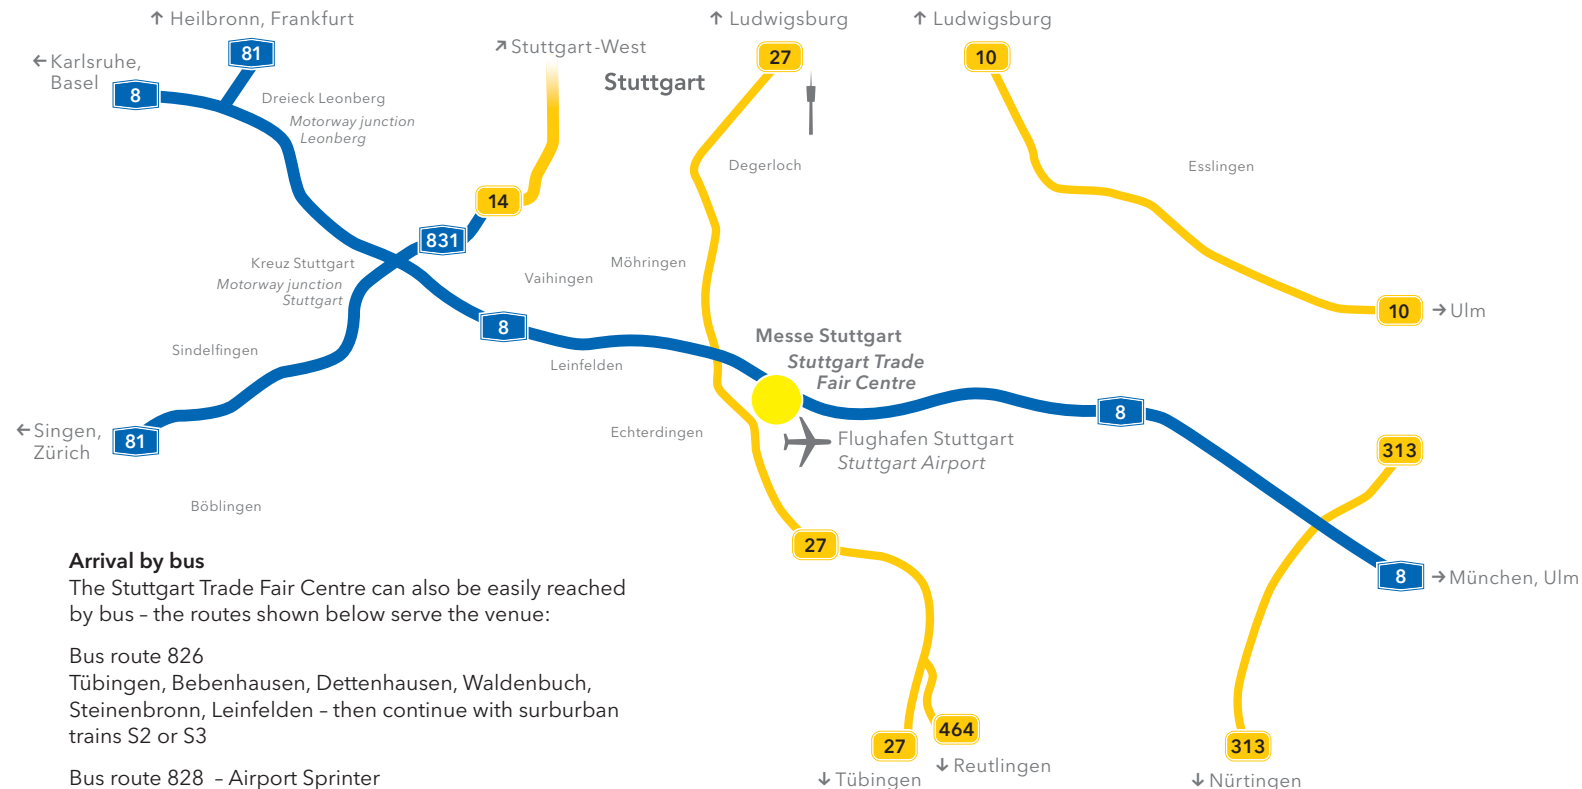 ↑ Heilbronn, Frankfurt
↑ Ludwigsburg
↑ Ludwigsburg
← Karlsruhe,
Basel
81
↗ Stuttgart-West
Stuttgart
27
10
8
Dreieck Leonberg
Motorway junction
Leonberg
Degerloch
Esslingen
14
831
Kreuz Stuttgart
Motorway junction
Stuttgart
Vaihingen
Möhringen
8
10
→ Ulm
Sindelfingen
Leinfelden
Messe Stuttgart
Stuttgart Trade
Fair Centre
8
← Singen,
Zürich
81
Echterdingen
Flughafen Stuttgart
Stuttgart Airport
313
Böblingen
27
8
→ München, Ulm
Arrival by bus
The Stuttgart Trade Fair Centre can also be easily reached
by bus – the routes shown below serve the venue:
Bus route 826
Tübingen, Bebenhausen, Dettenhausen, Waldenbuch,
Steinenbronn, Leinfelden – then continue with surburban
trains S2 or S3
Bus route 828 – Airport Sprinter
27
464
313
↓ Tübingen
↓ Reutlingen
↓ Nürtingen